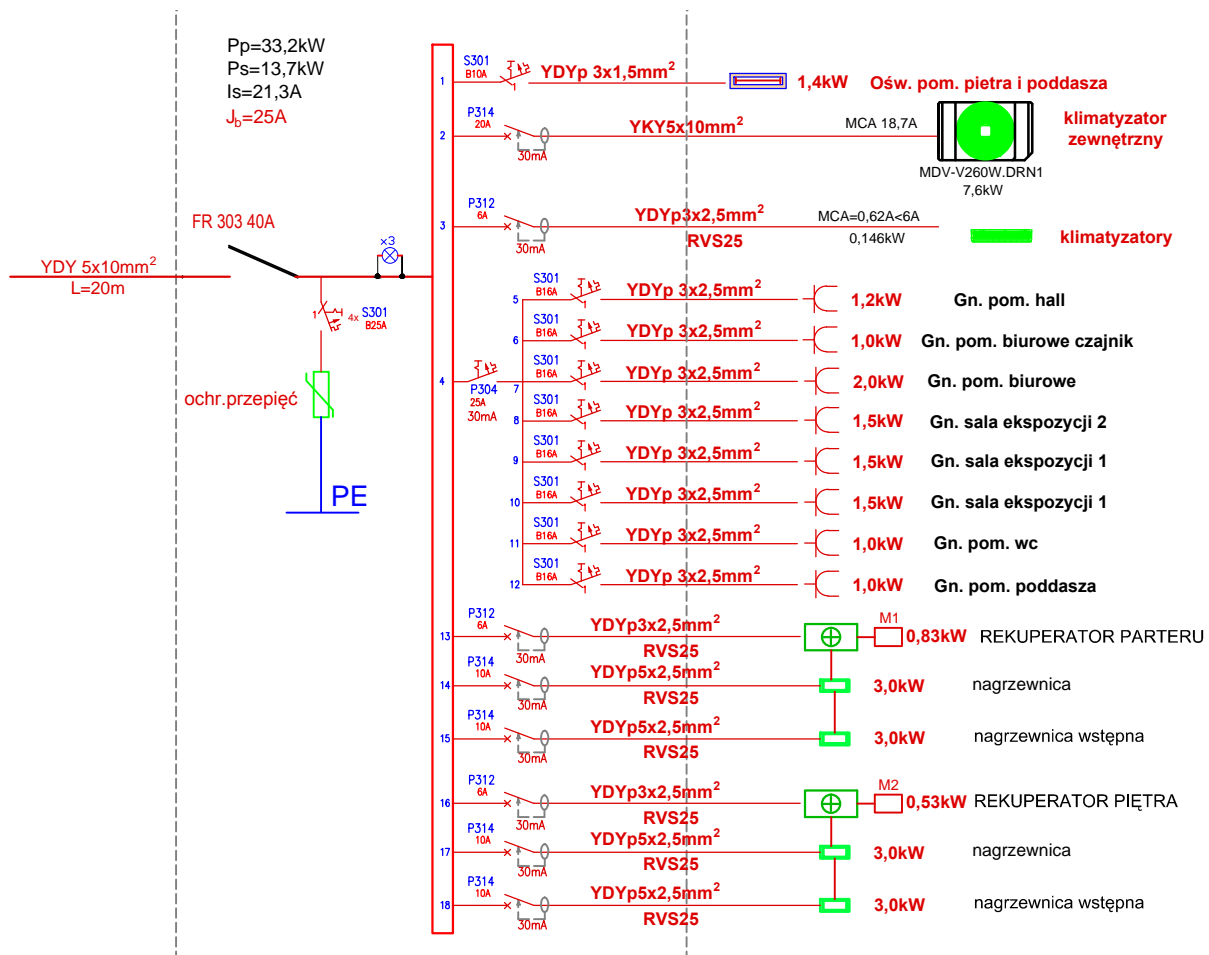 Pp=33,2kW
Ps=13,7kW
Is=21,3A
Jb=25A
FR 303 40A
YDY 5x10mm²
L=20m
×3
1
4x S301
B25A
ochr.przepięć
PE
1
S301
B10A
1
YDYp 3x1,5mm²
1,4kW
Ośw. pom. pietra i poddasza
2
P314
20A
30mA
YKY5x10mm²
MCA 18,7A
MDV-V260W.DRN1
7,6kW
klimatyzator
zewnętrzny
3
P312
6A
30mA
YDYp3x2,5mm²
RVS25
MCA=0,62A<6A
0,146kW
klimatyzatory
4
P304
25A
30mA
5
S301
B16A
1
YDYp 3x2,5mm²
1,2kW
Gn. pom. hall
6
S301
B16A
1
YDYp 3x2,5mm²
1,0kW
Gn. pom. biurowe czajnik
7
S301
B16A
1
YDYp 3x2,5mm²
2,0kW
Gn. pom. biurowe
8
S301
B16A
1
YDYp 3x2,5mm²
1,5kW
Gn. sala ekspozycji 2
9
S301
B16A
1
YDYp 3x2,5mm²
1,5kW
Gn. sala ekspozycji 1
10
S301
B16A
1
YDYp 3x2,5mm²
1,5kW
Gn. sala ekspozycji 1
11
S301
B16A
1
YDYp 3x2,5mm²
1,0kW
Gn. pom. wc
12
S301
B16A
1
YDYp 3x2,5mm²
1,0kW
Gn. pom. poddasza
13
P312
6A
30mA
YDYp3x2,5mm²
RVS25
M1
0,83kW
REKUPERATOR PARTERU
14
P314
10A
30mA
YDYp5x2,5mm²
RVS25
3,0kW
nagrzewnica
15
P314
10A
30mA
YDYp5x2,5mm²
RVS25
3,0kW
nagrzewnica wstępna
16
P312
6A
30mA
YDYp3x2,5mm²
RVS25
M2
0,53kW
REKUPERATOR PIĘTRA
17
P314
10A
30mA
YDYp5x2,5mm²
RVS25
3,0kW
nagrzewnica
18
P314
10A
30mA
YDYp5x2,5mm²
RVS25
3,0kW
nagrzewnica wstępna